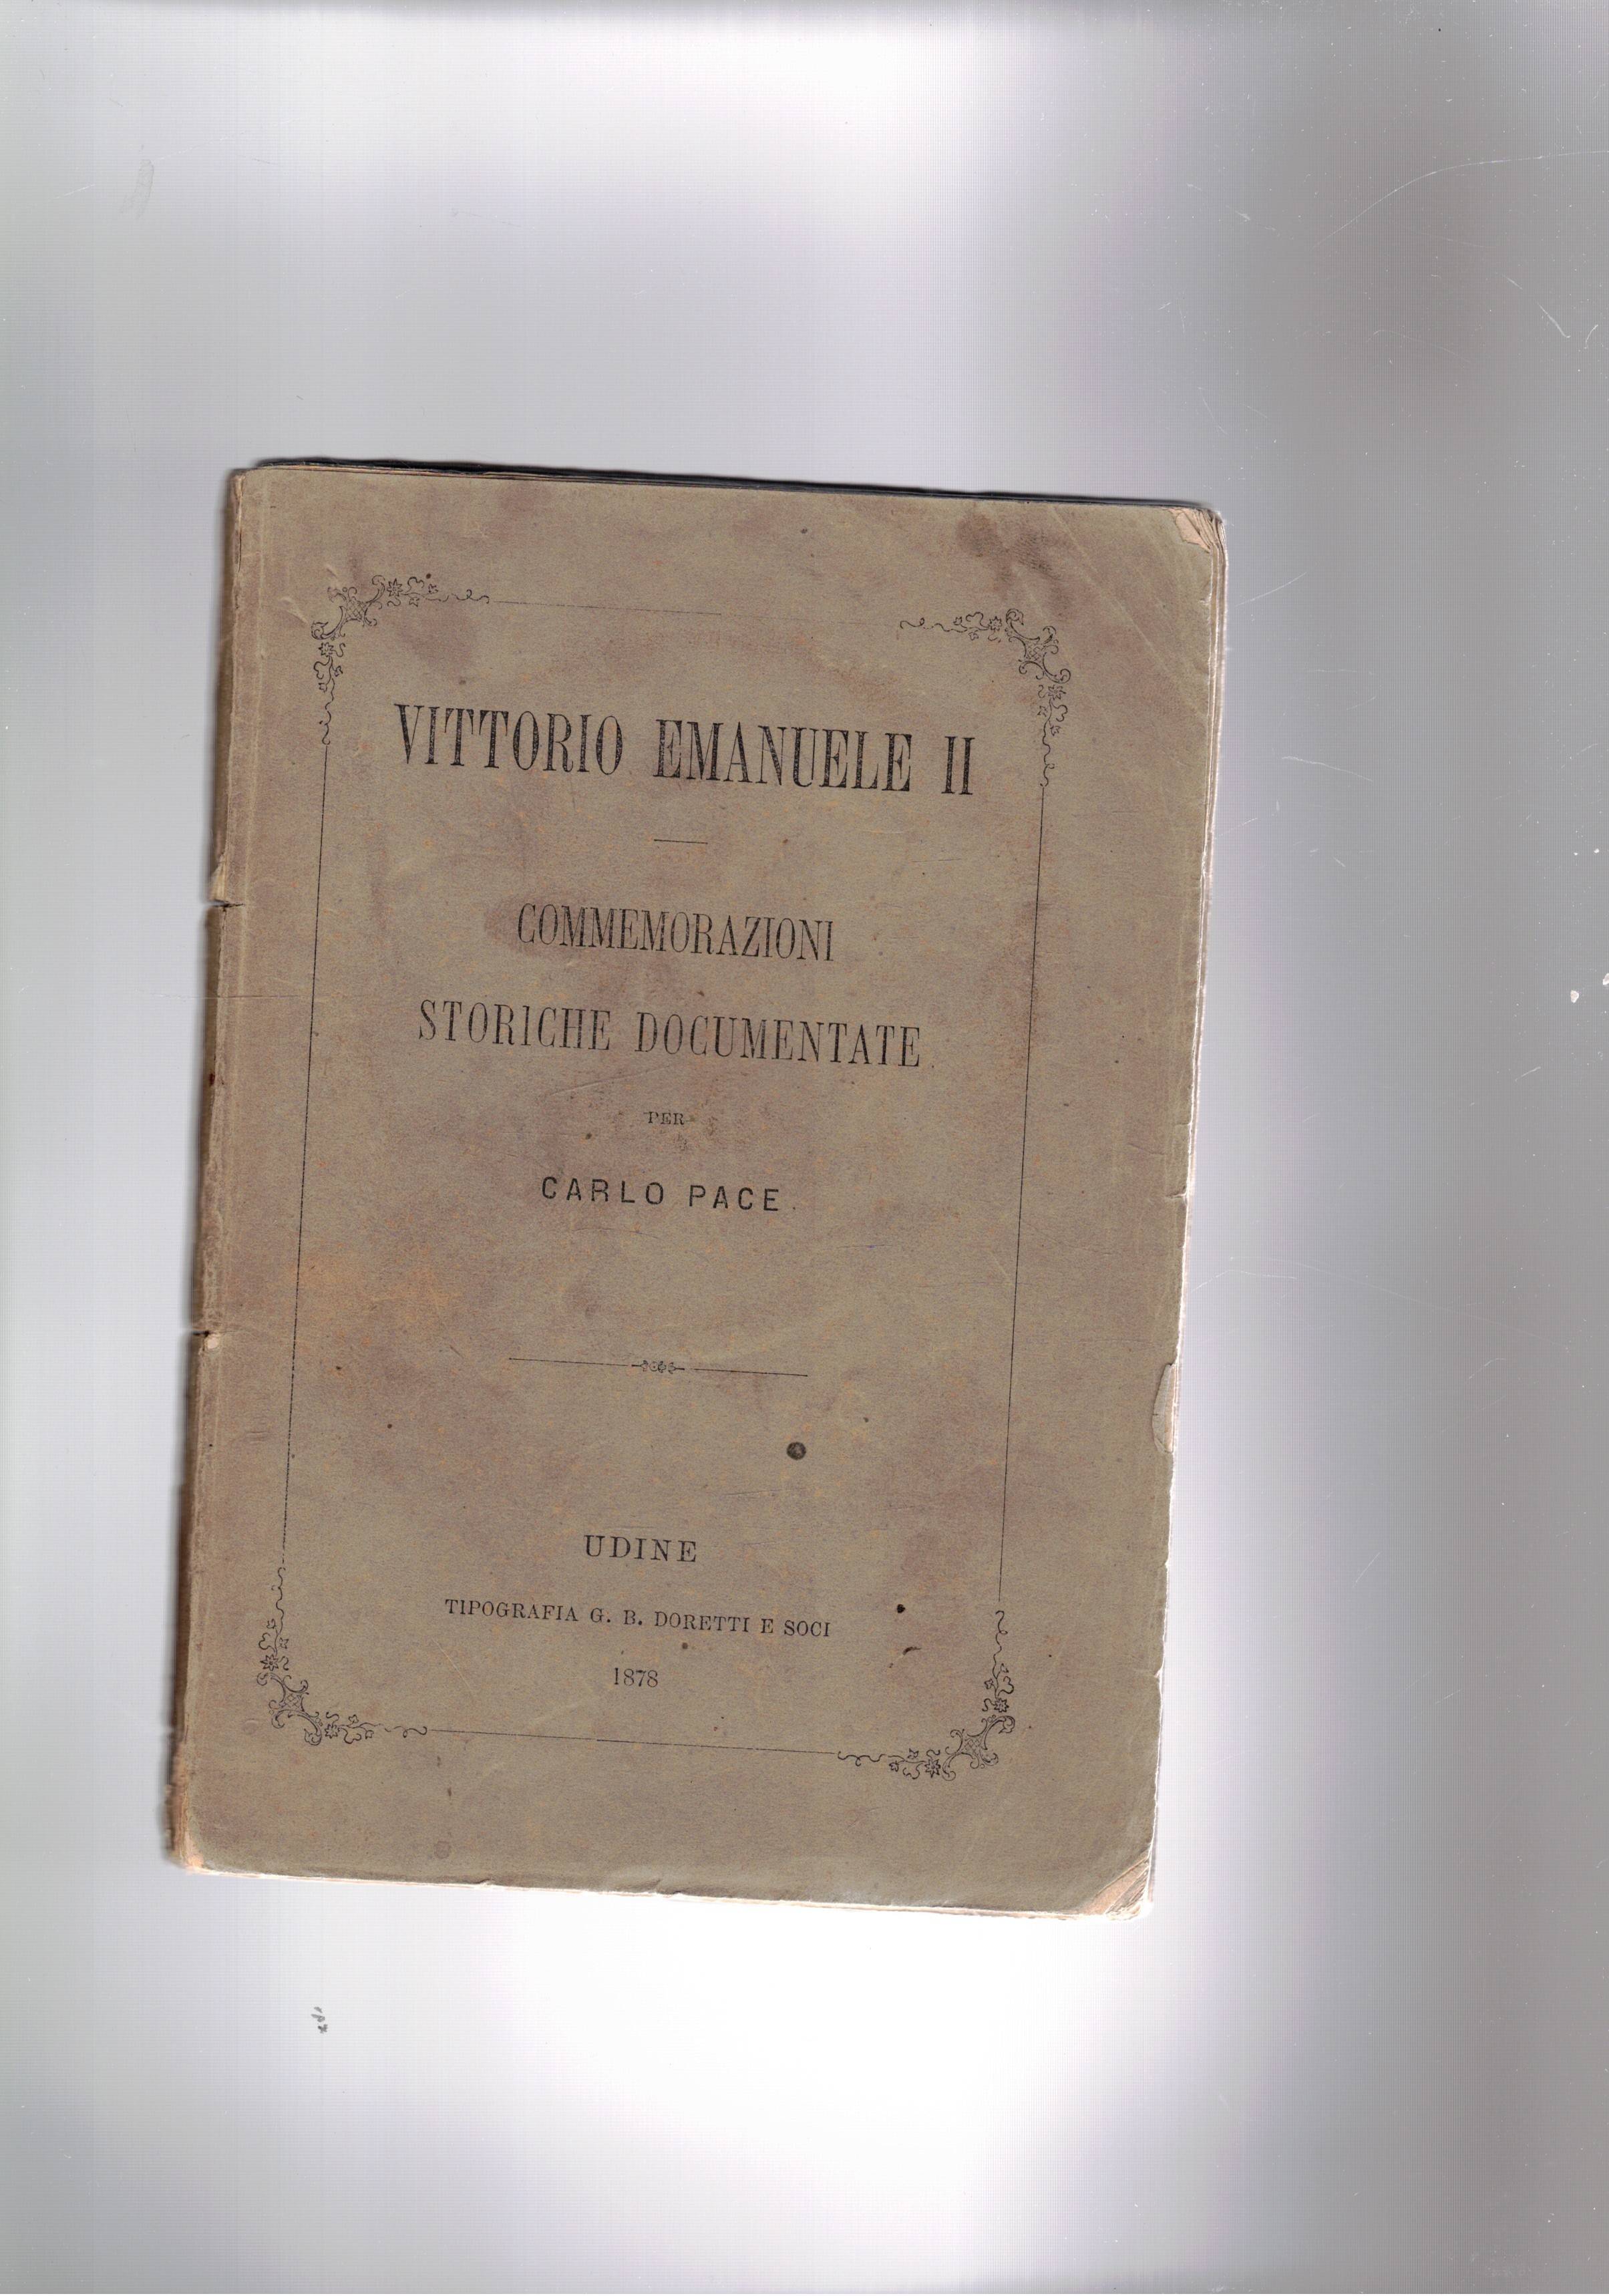 VITTORIO EMANUELE II
COMMEMORAZIONI
STORICHE DOCUMENTATE
PER
CARLO PACE.
UDINE
TIPOGRAFIA G. B. DORETTI E SOCI
1878